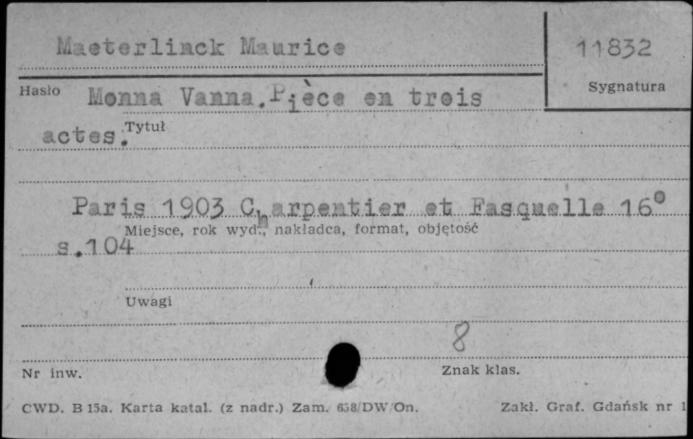 Maeterlinck Maurice 11832
Hasło Sygnatura
Monna Vanna.Pièce en trois
Tytuł
actes.
Paris 1903 Charpentier et Fasquelle 16°
Miejsce, rok wyd., nakładca, format, objętość
s.104
Uwagi
8
Nr inw. Znak klas.
CWD. B 15a. Karta katal. (z nadr.) Zam. 658/DW/On. Zakł. Graf. Gdańsk nr 1